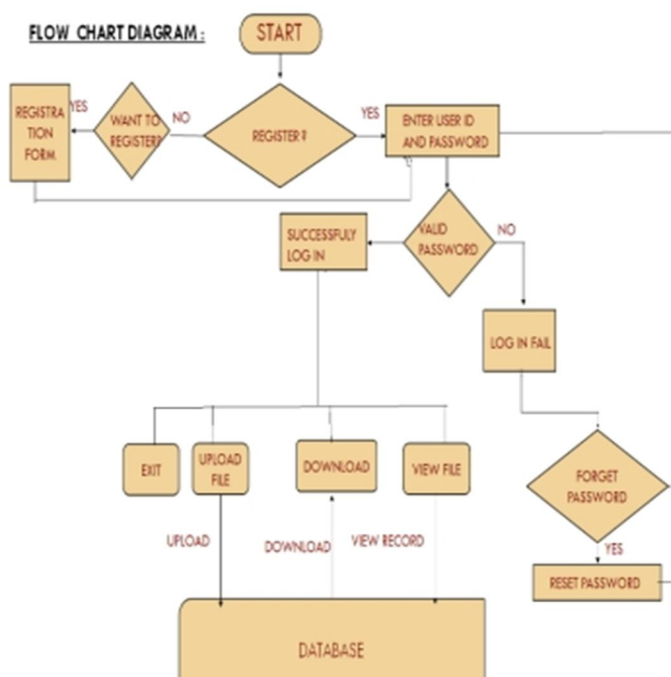 FLOW CHART DIAGRAM :
START
REGISTRA
TION
FORM
YES
WANT TO
REGISTER?
NO
REGISTER ?
YES
ENTER USER ID
AND PASSWORD
SUCCESSFULY
LOG IN
VALID
PASSWORD
NO
LOG IN FAIL
EXIT
UPLOAD
FILE
DOWNLOAD
VIEW FILE
FORGET
PASSWORD
UPLOAD
DOWNLOAD
VIEW RECORD
YES
RESET PASSWORD
DATABASE